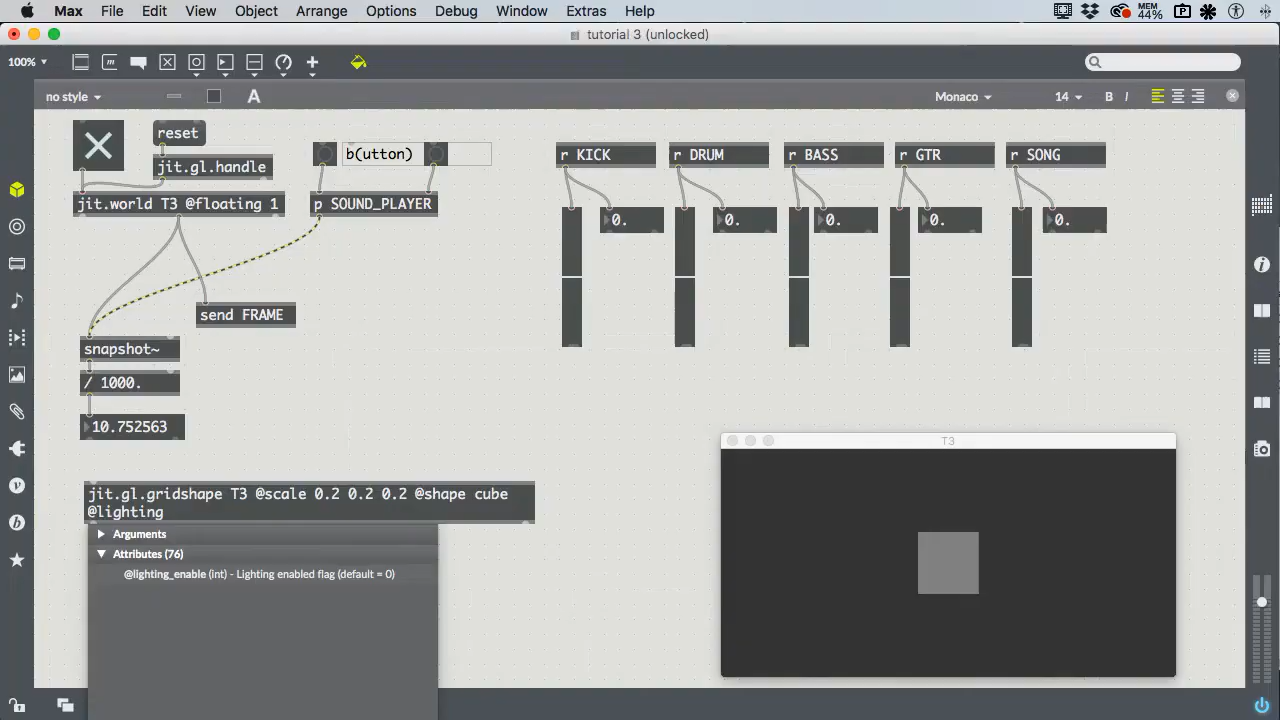 Max File Edit View Object Arrange Options Debug Window Extras Help MEM 44%
tutorial 3 (unlocked)
100%
no style A Monaco 14 B I
reset
jit.gl.handle
b(utton)
jit.world T3 @floating 1
p SOUND_PLAYER
r KICK r DRUM r BASS r GTR r SONG
0. 0. 0. 0. 0.
send FRAME
snapshot~
/ 1000.
10.752563
T3
jit.gl.gridshape T3 @scale 0.2 0.2 0.2 @shape cube
@lighting
Arguments
Attributes (76)
@lighting_enable (int) - Lighting enabled flag (default = 0)